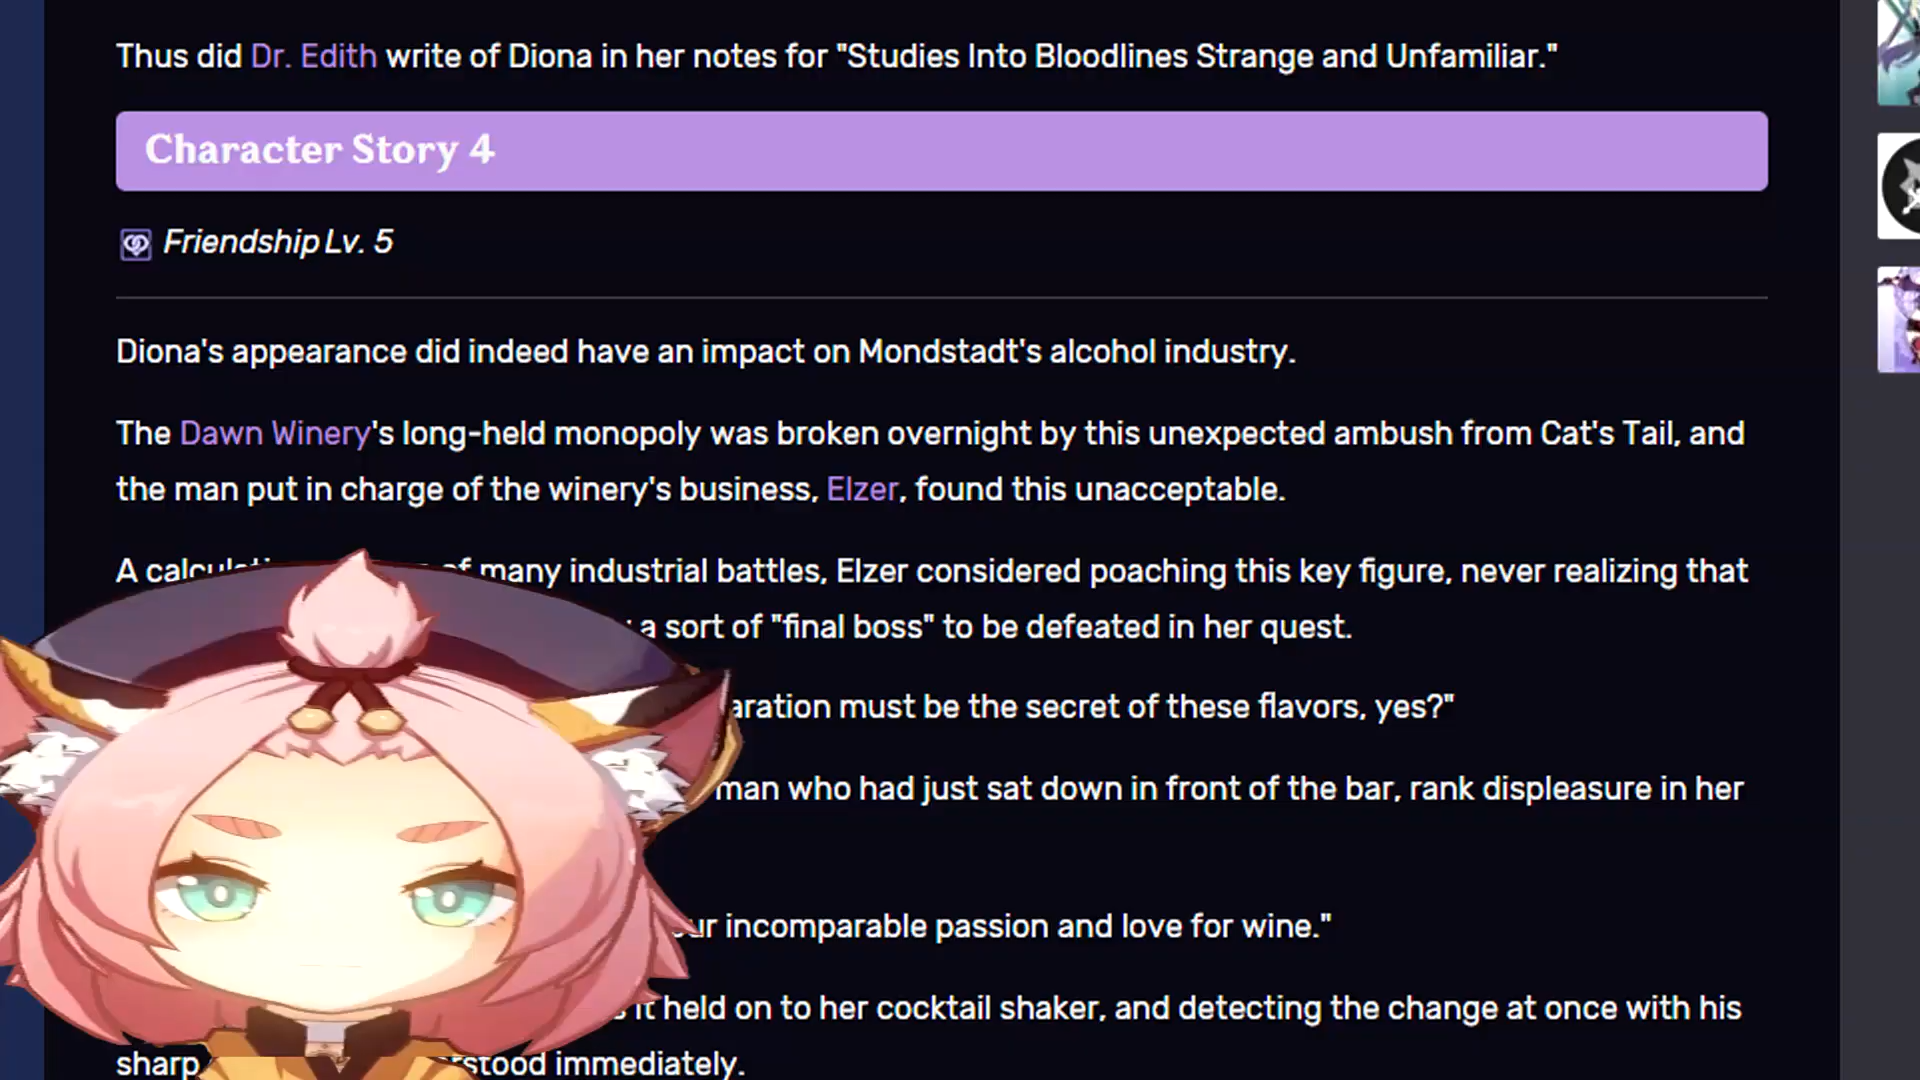 Thus did Dr. Edith write of Diona in her notes for "Studies Into Bloodlines Strange and Unfamiliar."
Character Story 4
Friendship Lv. 5
Diona's appearance did indeed have an impact on Mondstadt's alcohol industry.
The Dawn Winery's long-held monopoly was broken overnight by this unexpected ambush from Cat's Tail, and
the man put in charge of the winery's business, Elzer, found this unacceptable.
A of many industrial battles, Elzer considered poaching this key figure, never realizing that
a sort of "final boss" to be defeated in her quest.
must be the secret of these flavors, yes?"
man who had just sat down in front of the bar, rank displeasure in her
incomparable passion and love for wine."
it held on to her cocktail shaker, and detecting the change at once with his
sharp immediately.